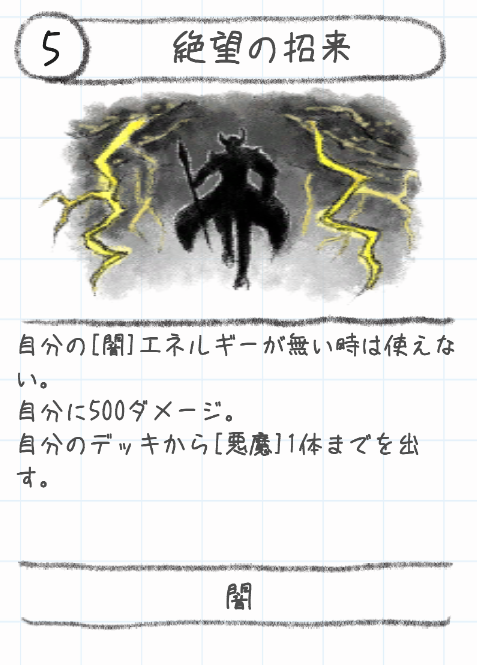 5
絶望の招来
自分の[闇]エネルギーが無い時は使えな
い。
自分に500ダメージ。
自分のデッキから[悪魔]1体までを出
す。
闇